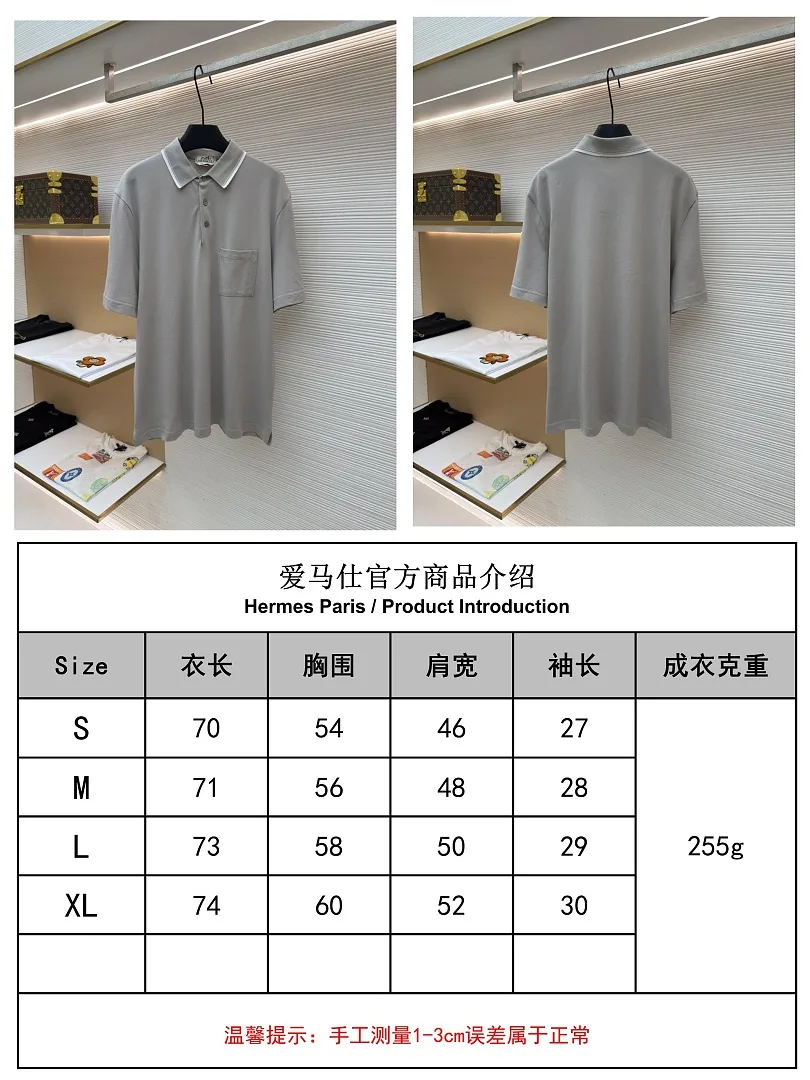 爱马仕官方商品介绍
Hermes Paris / Product Introduction
Size 衣长 胸围 肩宽 袖长 成衣克重
S 70 54 46 27
M 71 56 48 28
L 73 58 50 29
XL 74 60 52 30
255g
温馨提示：手工测量1-3cm误差属于正常